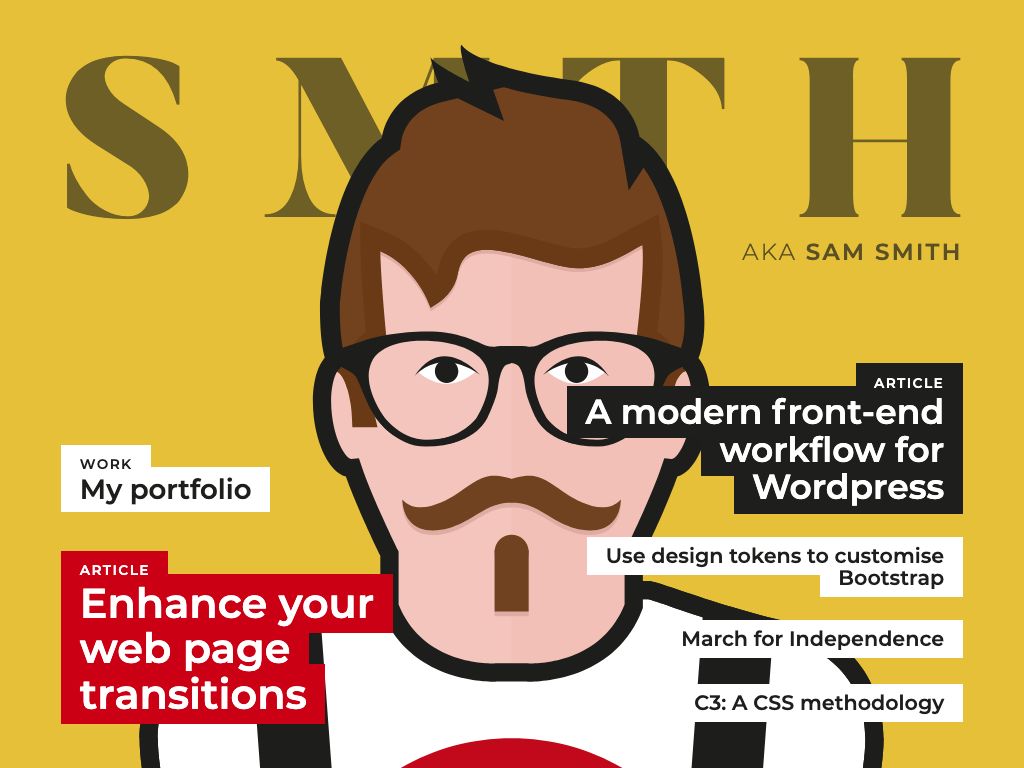 SMTH
AKA SAM SMITH
ARTICLE
A modern front-end
workflow for
Wordpress
WORK
My portfolio
Use design tokens to customise
Bootstrap
ARTICLE
Enhance your
web page
transitions
March for Independence
C3: A CSS methodology